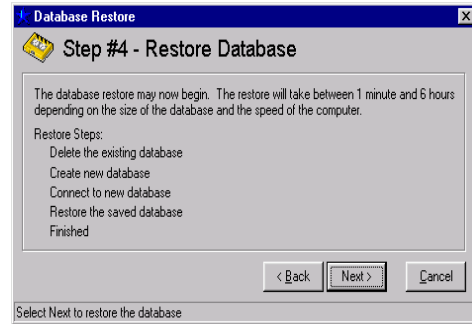 Database Restore
Step #4 - Restore Database
The database restore may now begin. The restore will take between 1 minute and 6 hours
depending on the size of the database and the speed of the computer.
Restore Steps:
Delete the existing database
Create new database
Connect to new database
Restore the saved database
Finished
< Back Next > Cancel
Select Next to restore the database